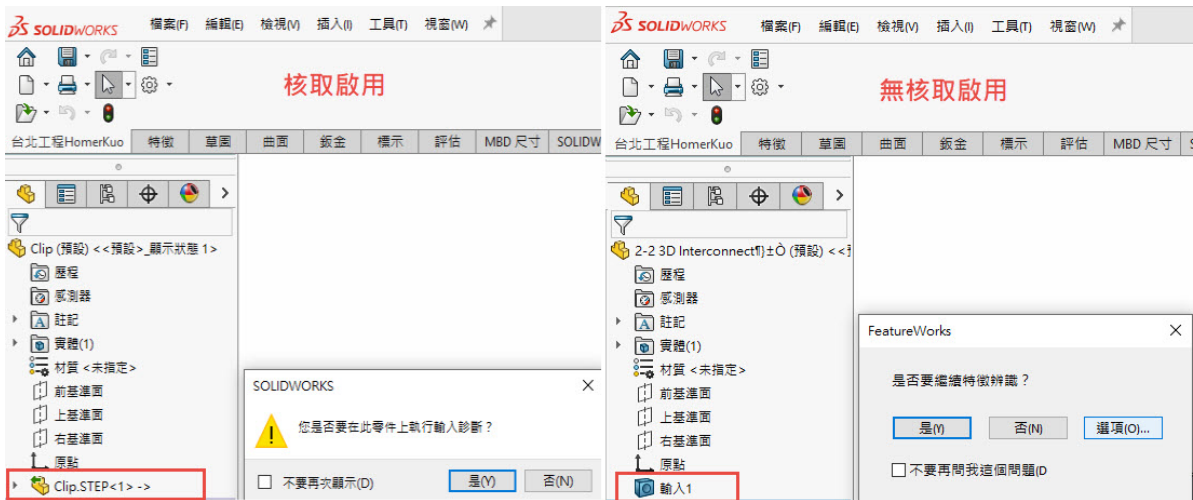 SOLIDWORKS 檔案(F) 編輯(E) 檢視(V) 插入(I) 工具(T) 視窗(W)
核取啟用
台北工程HomerKuo 特徵 草圖 曲面 鈑金 標示 評估 MBD 尺寸 SOLIDW
Clip (預設) <<預設>_顯示狀態 1>
歷程
感測器
註記
實體(1)
材質 <未指定>
前基準面
上基準面
右基準面
原點
Clip.STEP<1> ->
SOLIDWORKS
您是否要在此零件上執行輸入診斷？
不要再次顯示(D) 是(Y) 否(N)
SOLIDWORKS 檔案(F) 編輯(E) 檢視(V) 插入(I) 工具(T) 視窗(W)
無核取啟用
台北工程HomerKuo 特徵 草圖 曲面 鈑金 標示 評估 MBD 尺寸
2-2 3D Interconnect¶}±Ò (預設) <<預
歷程
感測器
註記
實體(1)
材質 <未指定>
前基準面
上基準面
右基準面
原點
輸入1
FeatureWorks
是否要繼續特徵辨識？
是(Y) 否(N) 選項(O)...
不要再問我這個問題(D